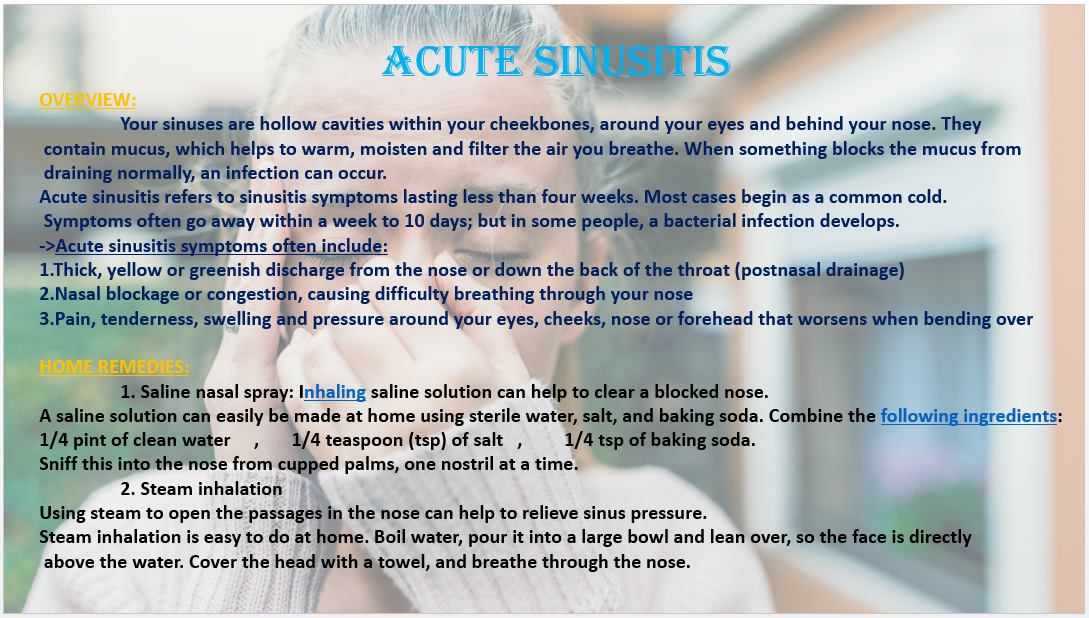 ACUTE SINUSITIS
OVERVIEW:
Your sinuses are hollow cavities within your cheekbones, around your eyes and behind your nose. They
contain mucus, which helps to warm, moisten and filter the air you breathe. When something blocks the mucus from
draining normally, an infection can occur.
Acute sinusitis refers to sinusitis symptoms lasting less than four weeks. Most cases begin as a common cold.
Symptoms often go away within a week to 10 days; but in some people, a bacterial infection develops.
->Acute sinusitis symptoms often include:
1.Thick, yellow or greenish discharge from the nose or down the back of the throat (postnasal drainage)
2.Nasal blockage or congestion, causing difficulty breathing through your nose
3.Pain, tenderness, swelling and pressure around your eyes, cheeks, nose or forehead that worsens when bending over
HOME REMEDIES:
1. Saline nasal spray: Inhaling saline solution can help to clear a blocked nose.
A saline solution can easily be made at home using sterile water, salt, and baking soda. Combine the following ingredients:
1/4 pint of clean water , 1/4 teaspoon (tsp) of salt , 1/4 tsp of baking soda.
Sniff this into the nose from cupped palms, one nostril at a time.
2. Steam inhalation
Using steam to open the passages in the nose can help to relieve sinus pressure.
Steam inhalation is easy to do at home. Boil water, pour it into a large bowl and lean over, so the face is directly
above the water. Cover the head with a towel, and breathe through the nose.